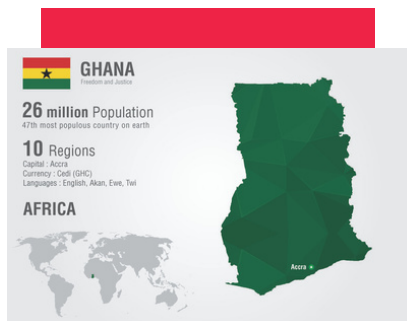 GHANA
Freedom and Justice
26 million Population
47th most populous country on earth
10 Regions
Capital : Accra
Currency : Cedi (GHC)
Languages : English, Akan, Ewe, Twi
AFRICA
Accra